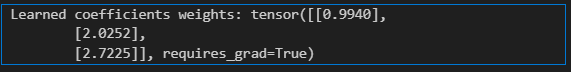 Learned coefficients weights: tensor([[0.9940],
[2.0252],
[2.7225]], requires_grad=True)